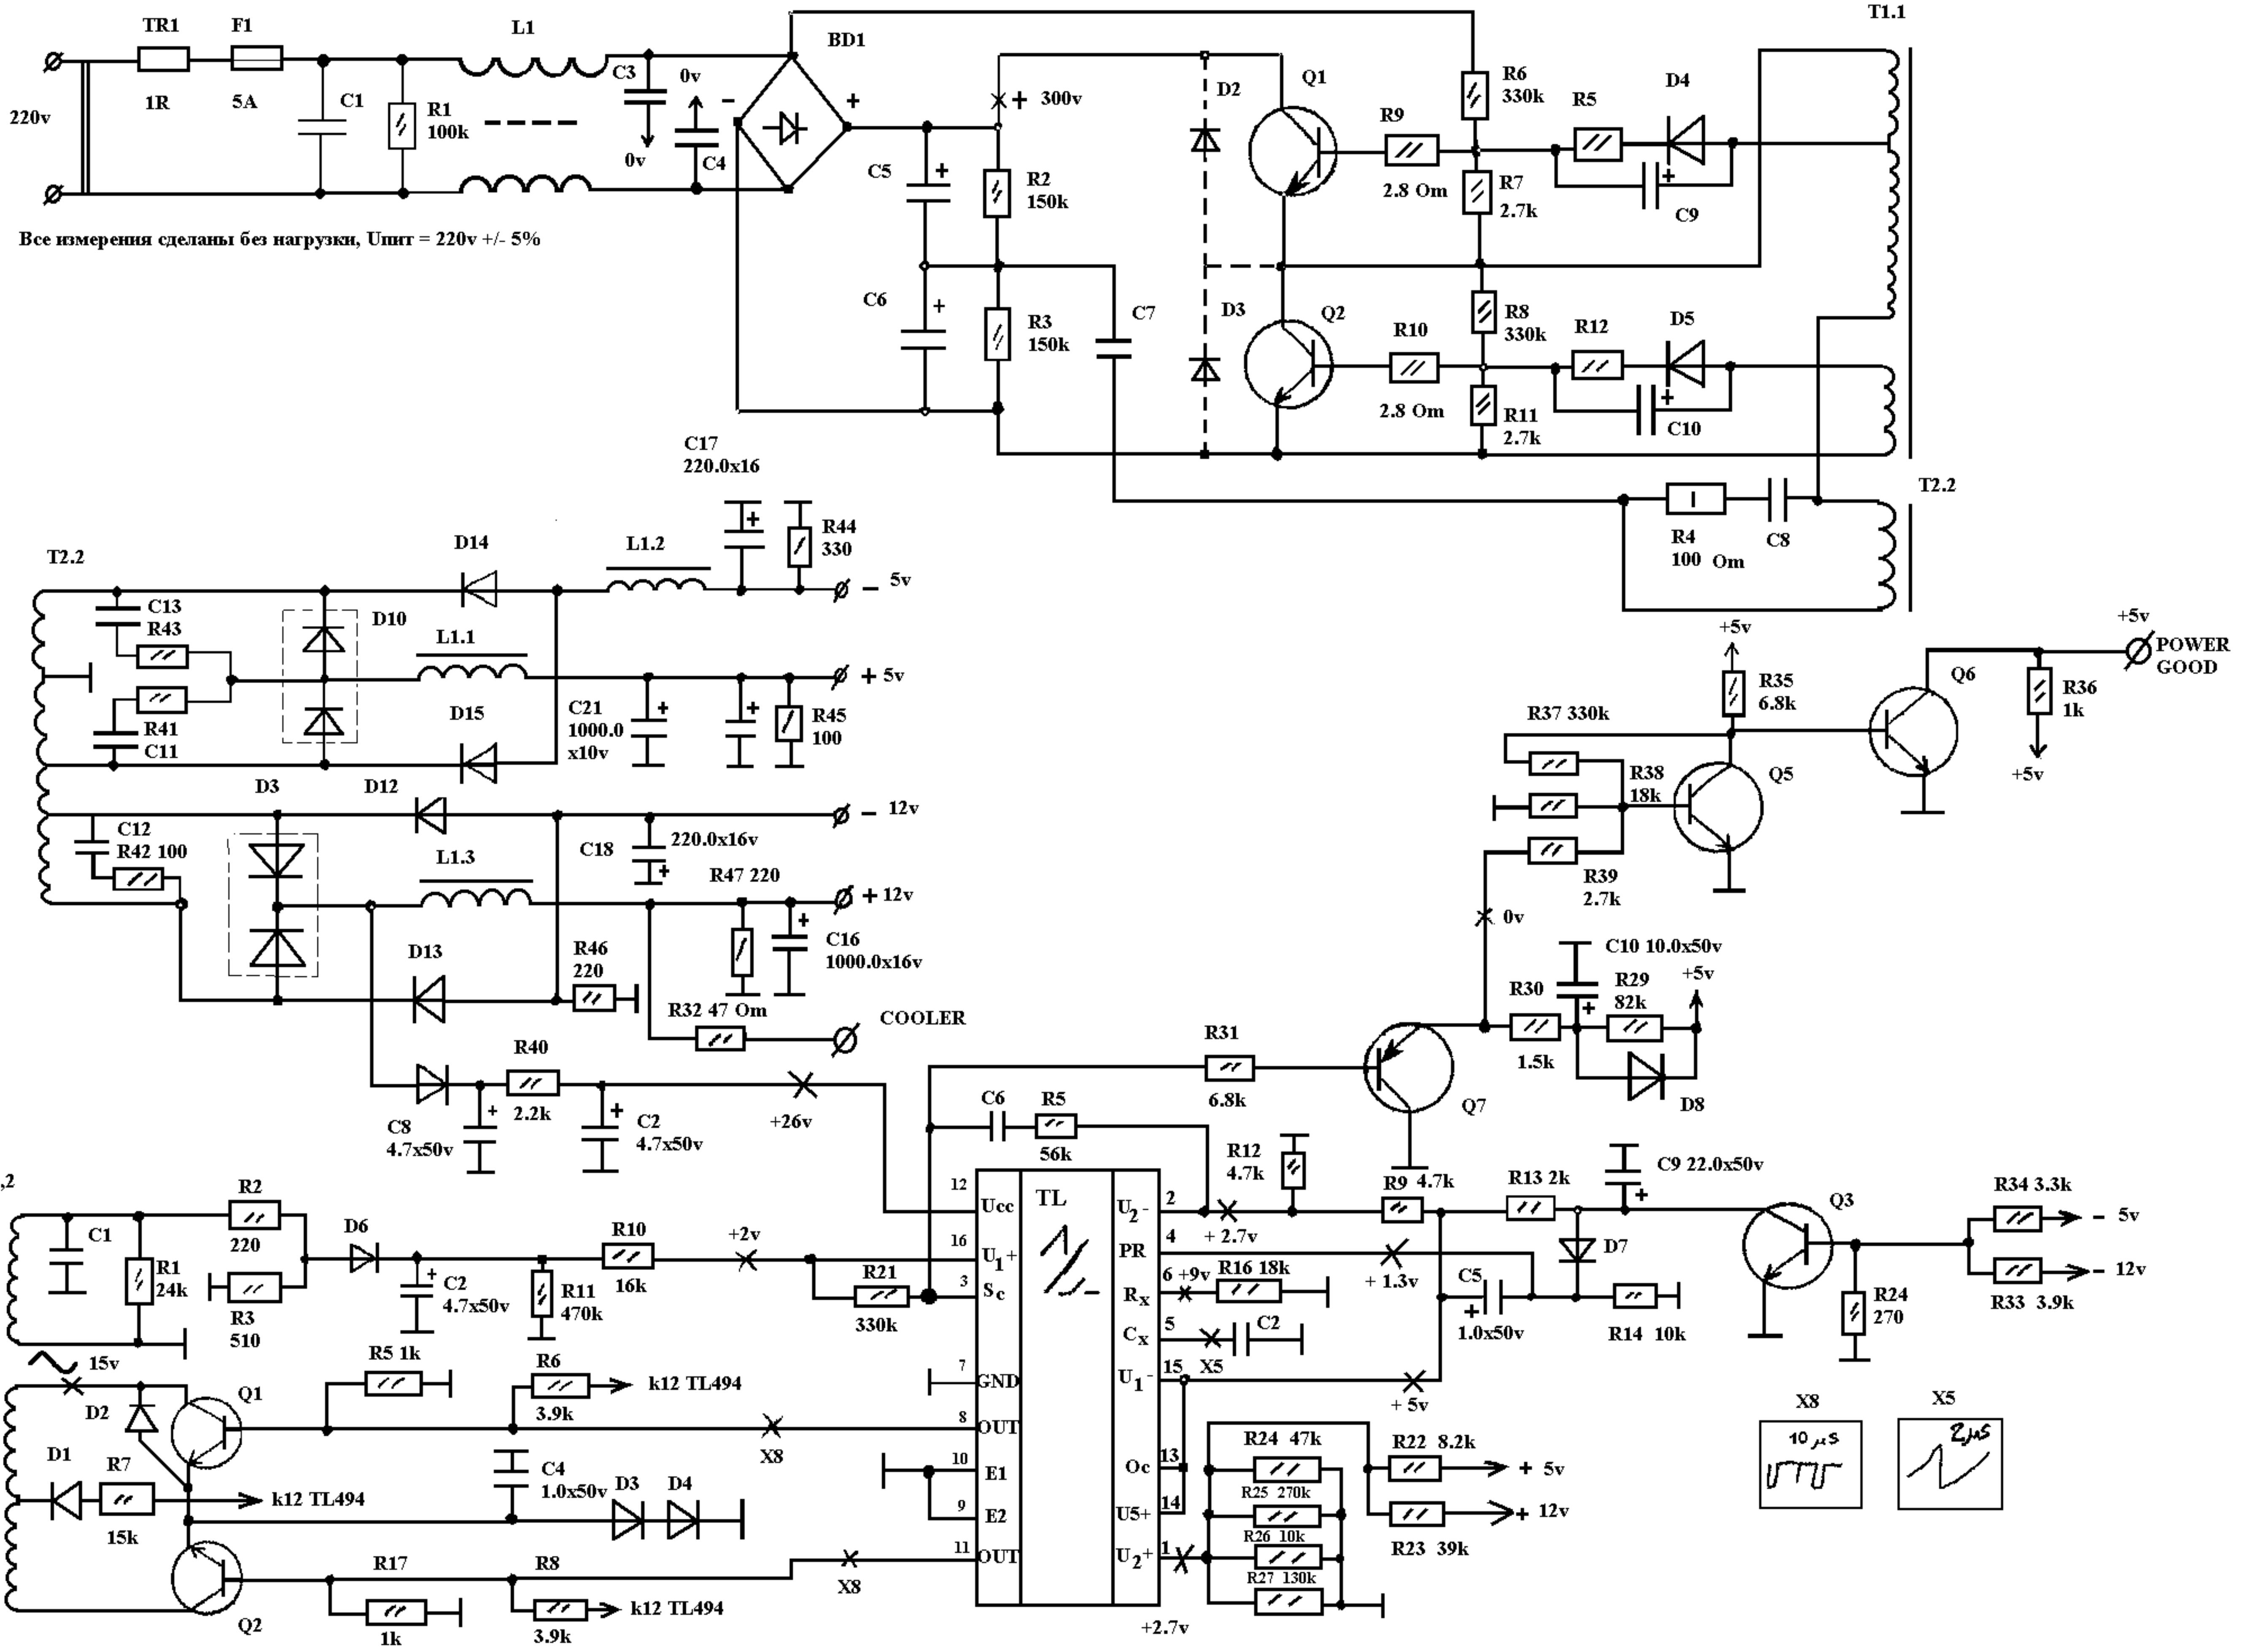 TR1
F1
L1
BD1
T1.1
220v
1R
5A
C1
R1
100k
C3
0v
0v
C4
−
+
+ 300v
D2
Q1
R9
2.8 Om
R6
330k
R5
D4
R7
2.7k
C9
+
C5
+
R2
150k
Все измерения сделаны без нагрузки, Uпит = 220v +/- 5%
C6
+
R3
150k
C7
D3
Q2
R10
2.8 Om
R8
330k
R12
D5
R11
2.7k
C10
+
T2.2
R4
100 Om
C8
C17
220.0x16
+
R44
330
L1.2
− 5v
T2.2
D14
C13
R43
D10
L1.1
+ 5v
R41
C11
D15
C21
1000.0
x10v
+
+
R45
100
D3
D12
− 12v
C12
R42 100
L1.3
C18
220.0x16v
+
R47 220
+ 12v
D13
R46
220
C16
1000.0x16v
+
R32 47 Om
COOLER
R40
2.2k
C8
4.7x50v
+
C2
4.7x50v
+
+26v
+5v
R35
6.8k
Q6
+5v
POWER
GOOD
R36
1k
+5v
R37 330k
R38
18k
Q5
R39
2.7k
0v
C10 10.0x50v
+
R30
1.5k
R29
82k
+5v
D8
R31
6.8k
Q7
C6
R5
56k
R12
4.7k
R9 4.7k
R13 2k
C9 22.0x50v
+
Q3
R34 3.3k
− 5v
R33 3.9k
− 12v
R24
270
D7
C5
+
1.0x50v
R14 10k
,2
R2
220
C1
R1
24k
R3
510
D6
C2
4.7x50v
+
R11
470k
R10
16k
+2v
R21
330k
15v
R5 1k
R6
3.9k
k12 TL494
Q1
D2
D1
R7
15k
k12 TL494
C4
1.0x50v
D3
D4
X8
Q2
R17
1k
R8
3.9k
k12 TL494
X8
TL
12
Ucc
16
U1+
3
Sc
7
GND
8
OUT
10
E1
9
E2
11
OUT
U2- 2
+ 2.7v
PR 4
+ 1.3v
Rx 6 +9v
R16 18k
Cx 5
X5
C2
U1- 15
+ 5v
Oc 13
U5+ 14
U2+ 1
+2.7v
R24 47k
R25 270k
R26 10k
R27 130k
R22 8.2k
+ 5v
R23 39k
+ 12v
X8
10 µs
X5
2µs